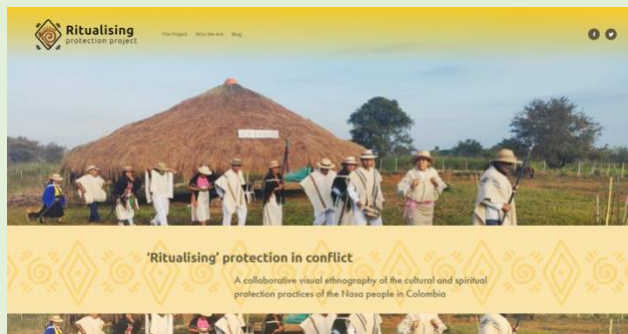 Ritualising
protection project
The Project Who We Are Blog
'Ritualising' protection in conflict
A collaborative visual ethnography of the cultural and spiritual
protection practices of the Nasa people in Colombia